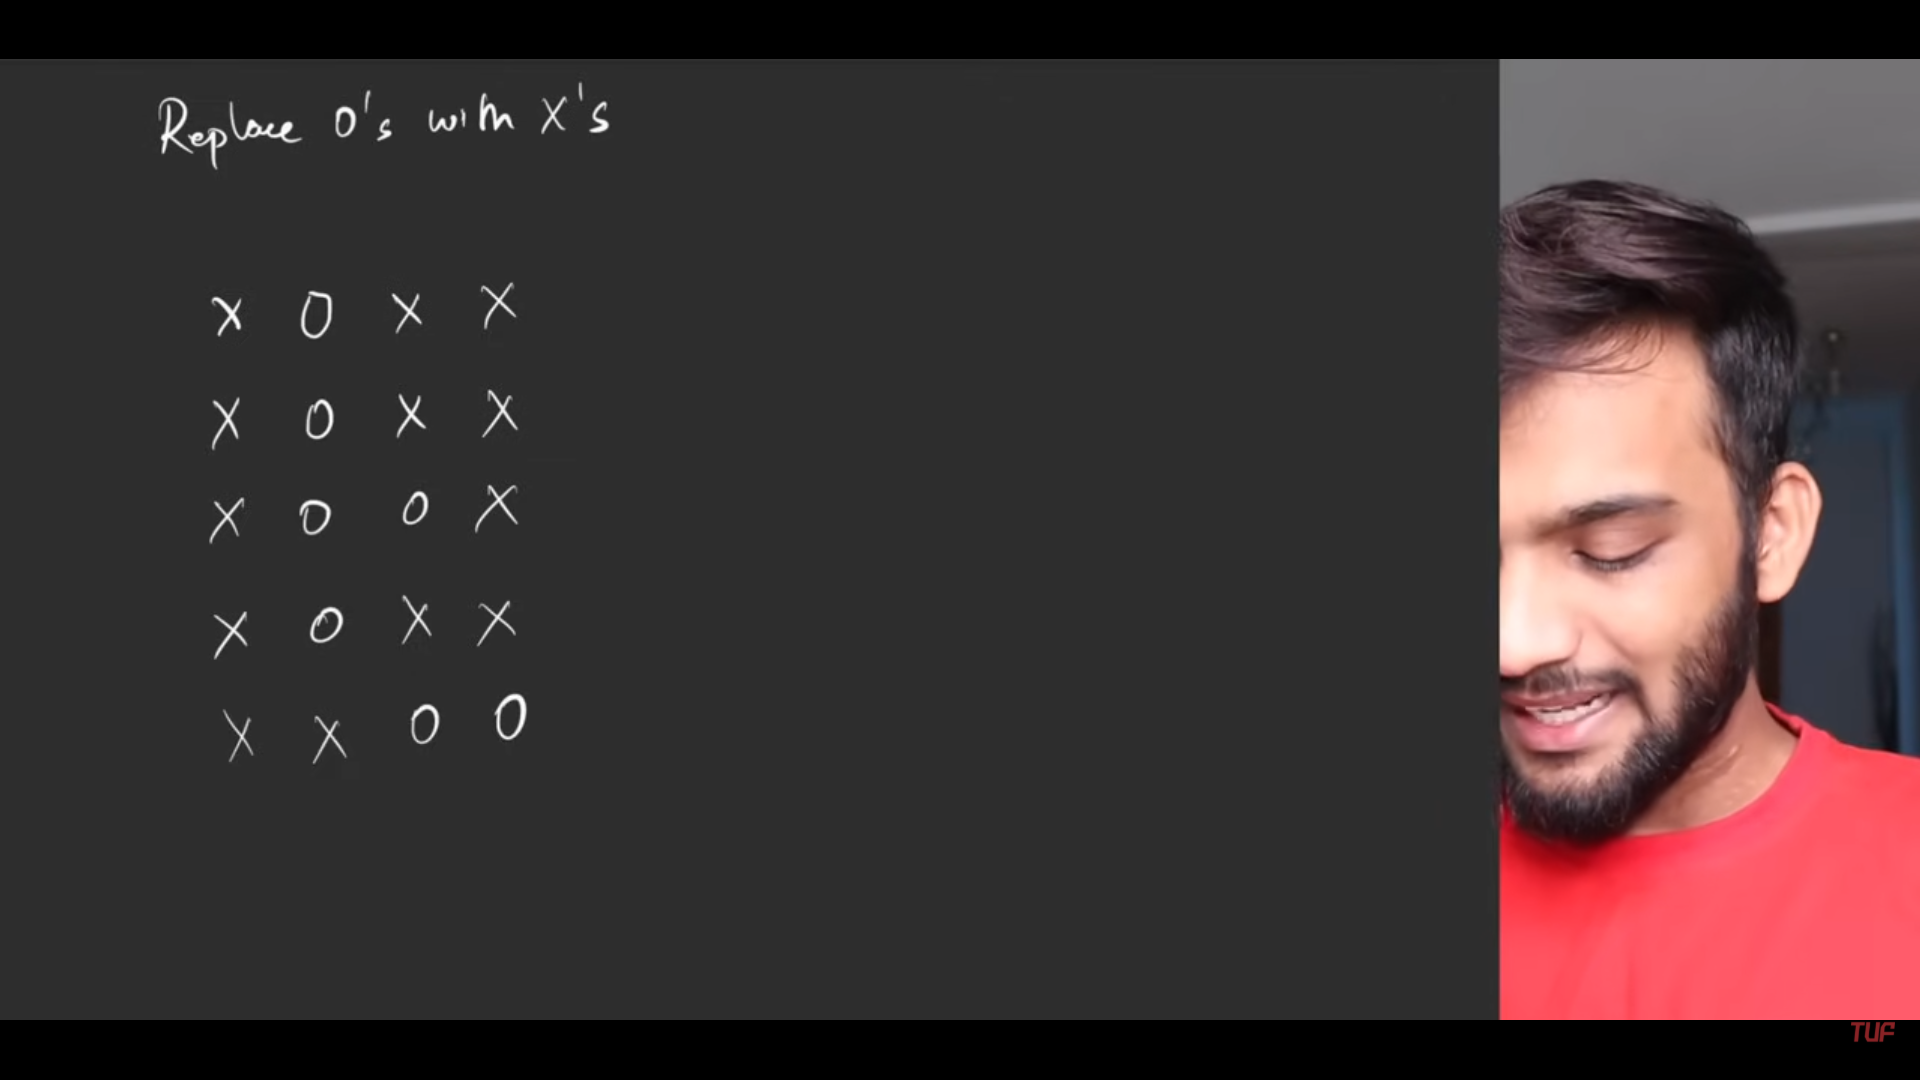 Replace O's with X's
X O X X
X O X X
X O O X
X O X X
X X O O
TUF